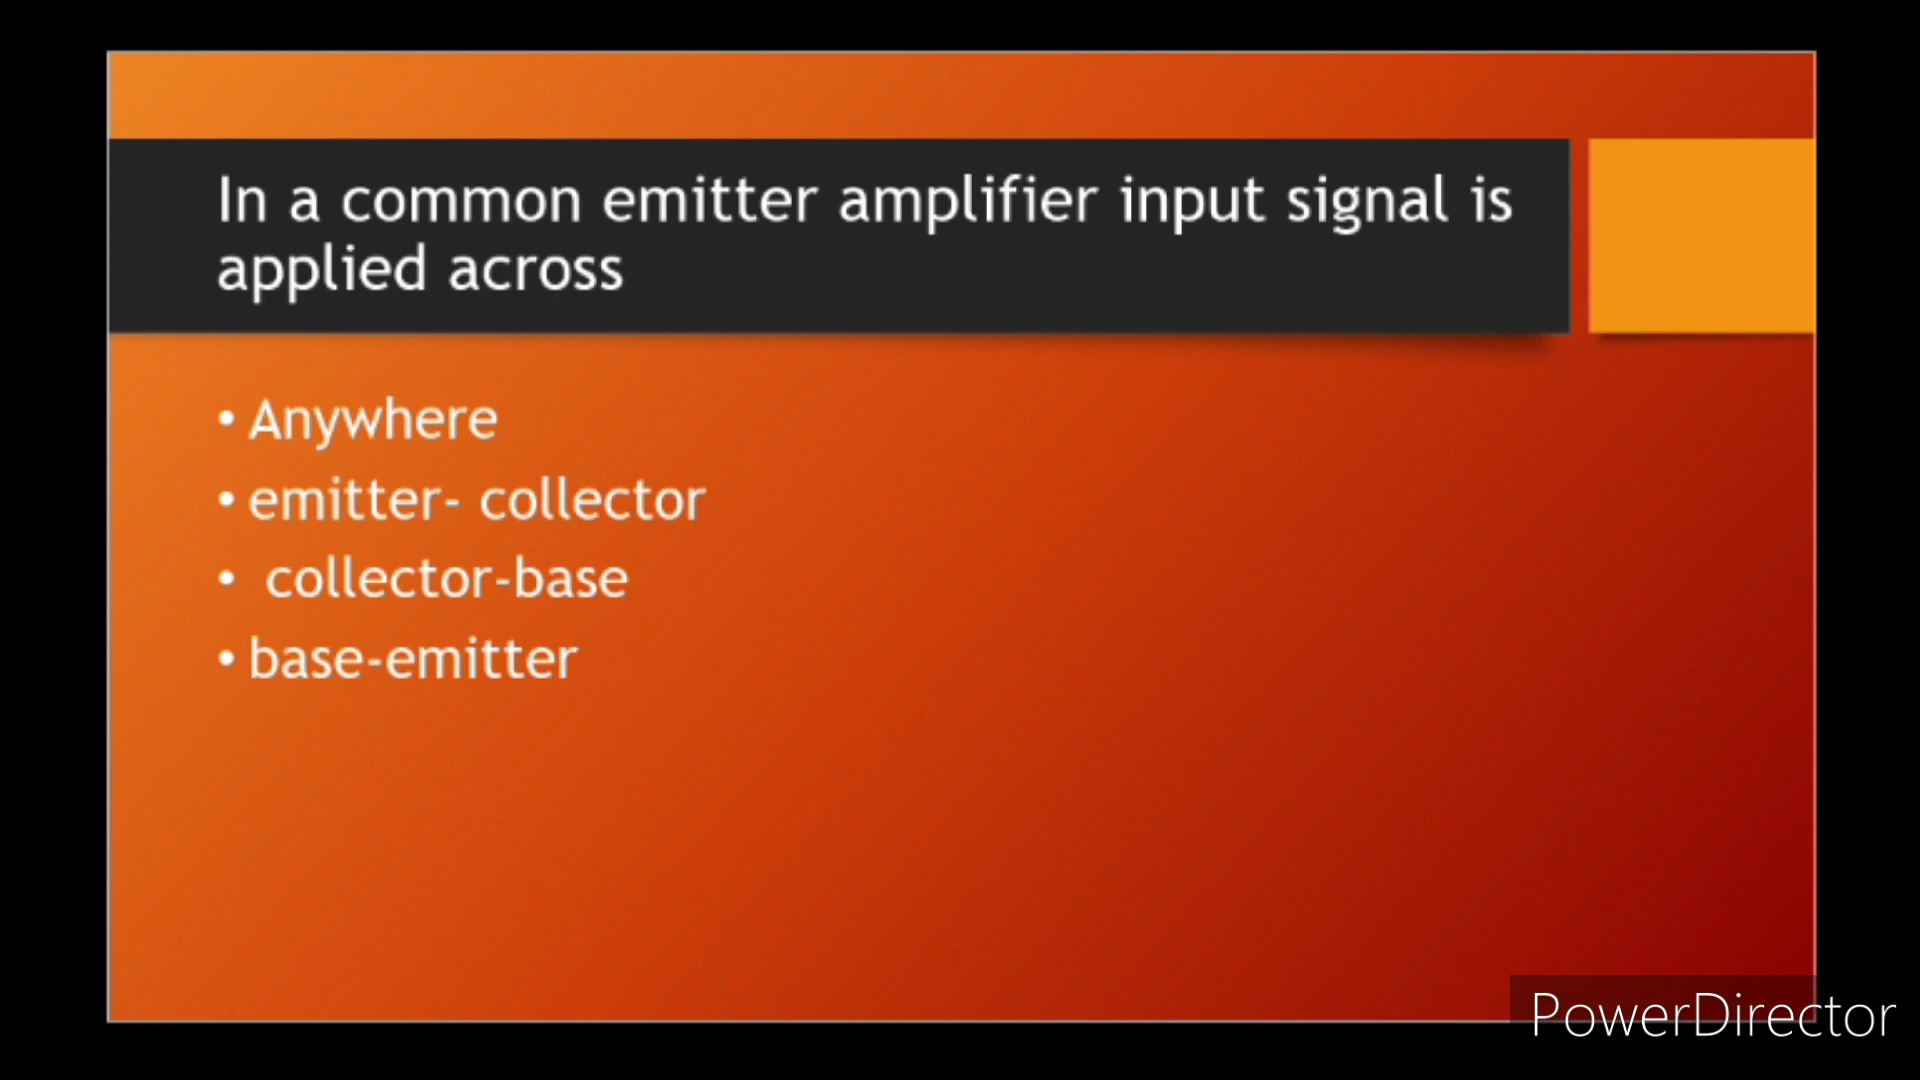 In a common emitter amplifier input signal is
applied across
• Anywhere
• emitter- collector
• collector-base
• base-emitter
PowerDirector